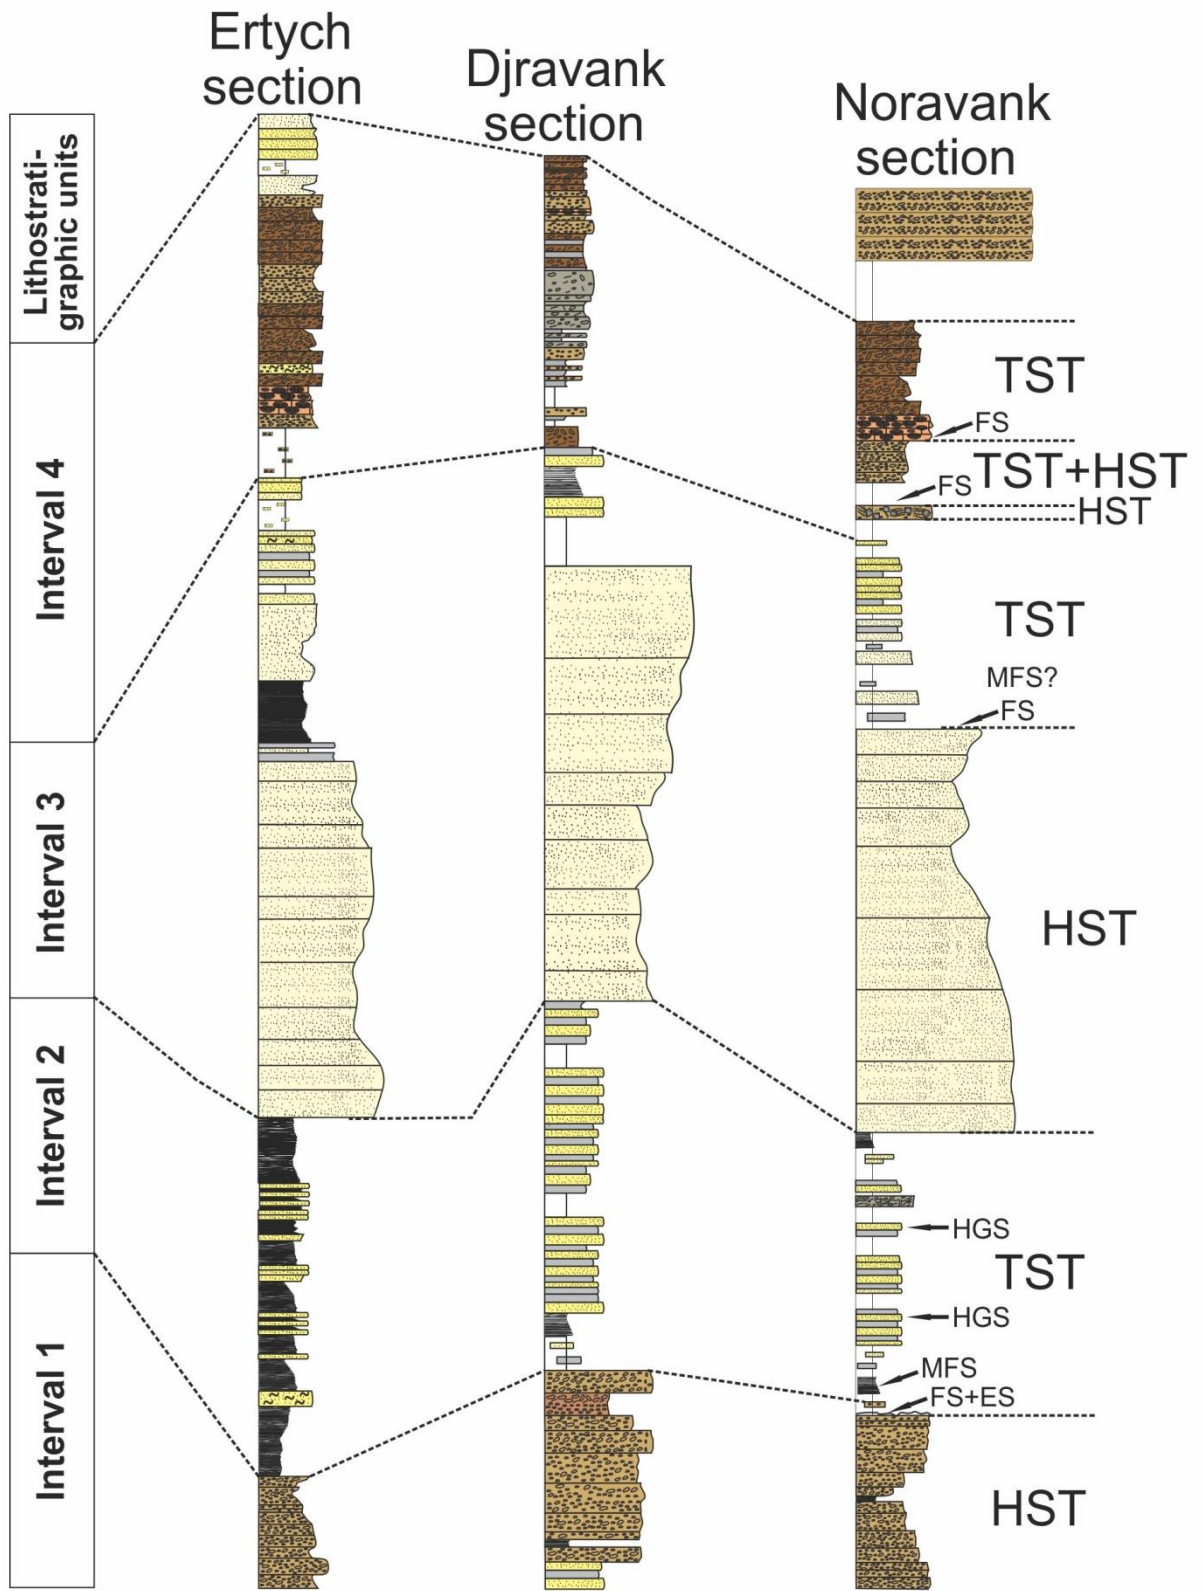 Ertych
section
Djravank
section
Noravank
section
Lithostrati-
graphic units
Interval 4
Interval 3
Interval 2
Interval 1
TST
FS
TST+HST
FS
HST
TST
MFS?
FS
HST
HGS
TST
HGS
MFS
FS+ES
HST